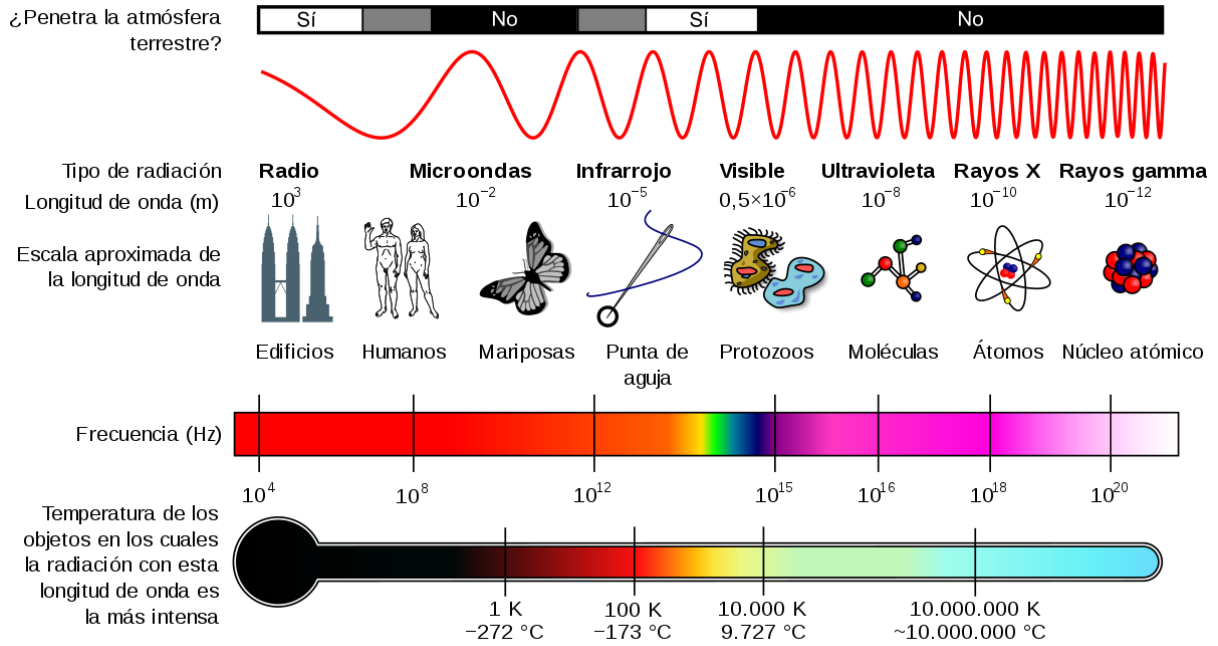 ¿Penetra la atmósfera
terrestre?
Sí No Sí No
Tipo de radiación Radio Microondas Infrarrojo Visible Ultravioleta Rayos X Rayos gamma
Longitud de onda (m) 10³ 10⁻² 10⁻⁵ 0,5×10⁻⁶ 10⁻⁸ 10⁻¹⁰ 10⁻¹²
Escala aproximada de
la longitud de onda
Edificios Humanos Mariposas Punta de aguja Protozoos Moléculas Átomos Núcleo atómico
Frecuencia (Hz)
10⁴ 10⁸ 10¹² 10¹⁵ 10¹⁶ 10¹⁸ 10²⁰
Temperatura de los
objetos en los cuales
la radiación con esta
longitud de onda es
la más intensa
1 K 100 K 10.000 K 10.000.000 K
−272 °C −173 °C 9.727 °C ~10.000.000 °C